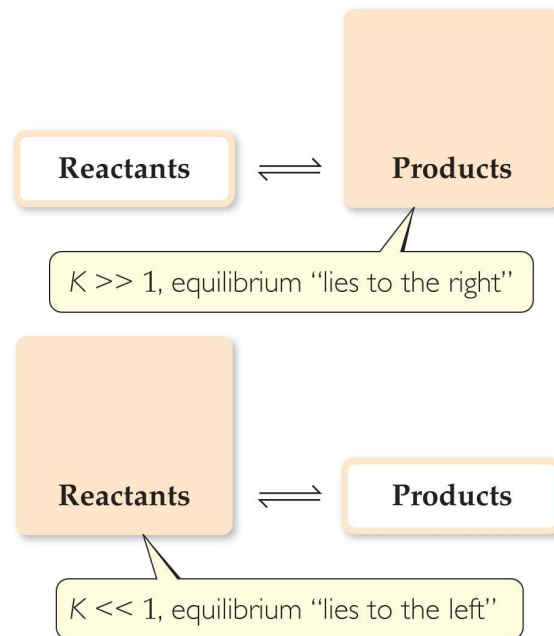 Reactants ⇌ Products
K >> 1, equilibrium “lies to the right”
Reactants ⇌ Products
K << 1, equilibrium “lies to the left”